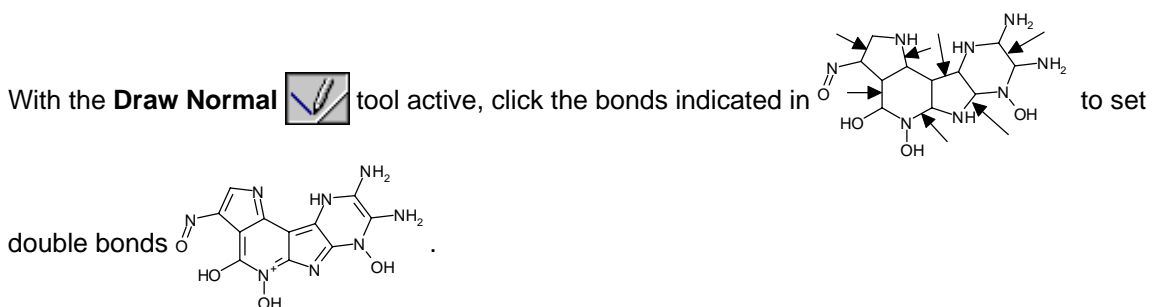 NH2
NH
HN
N
NH2
O
With the Draw Normal tool active, click the bonds indicated in to set
HO
N
NH
N
OH
OH
NH2
N
HN
N
NH2
double bonds O .
N
HO
N+
N
OH
OH